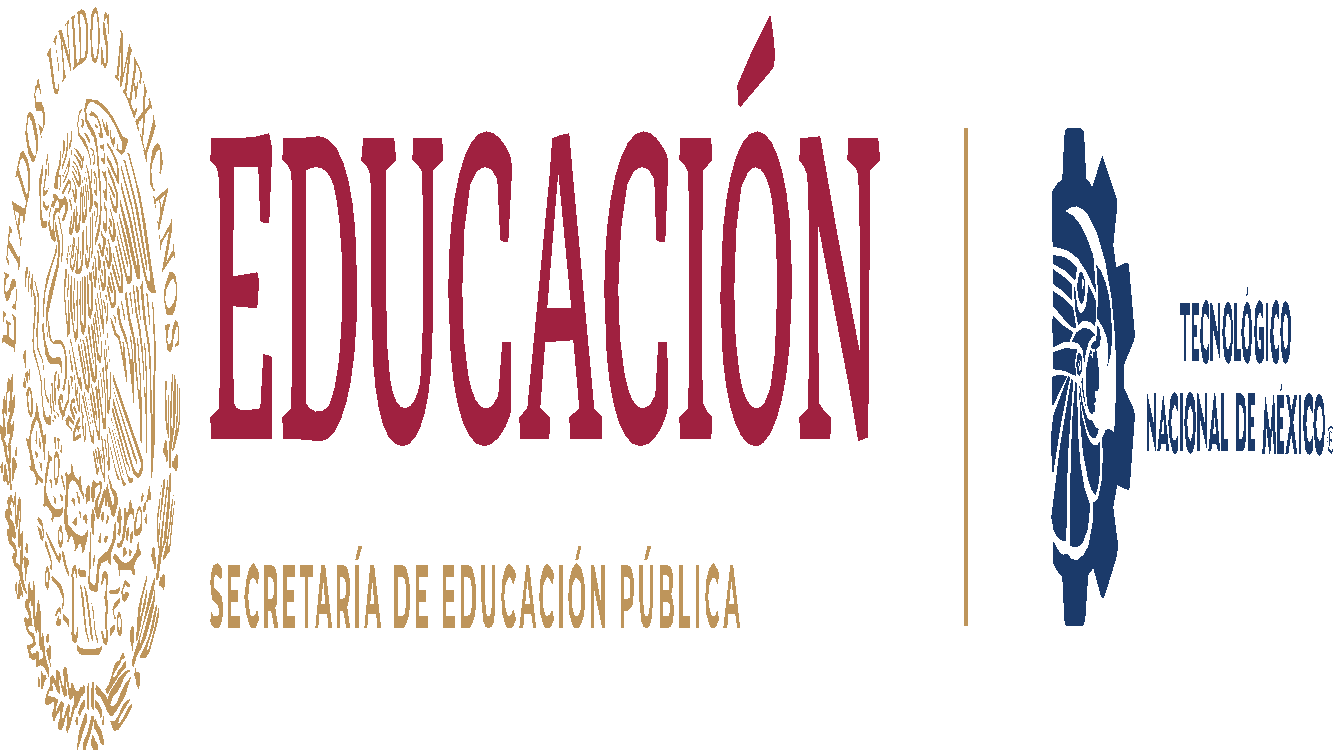 ESTADOS UNIDOS MEXICANOS
EDUCACIÓN
SECRETARÍA DE EDUCACIÓN PÚBLICA
TECNOLÓGICO
NACIONAL DE MÉXICO®